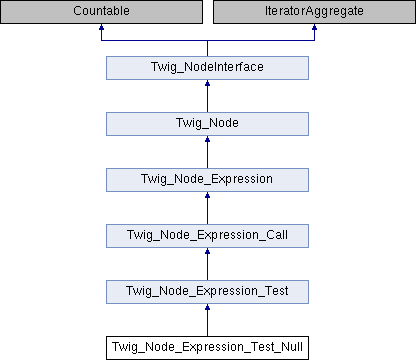 Countable IteratorAggregate
Twig_NodeInterface
Twig_Node
Twig_Node_Expression
Twig_Node_Expression_Call
Twig_Node_Expression_Test
Twig_Node_Expression_Test_Null